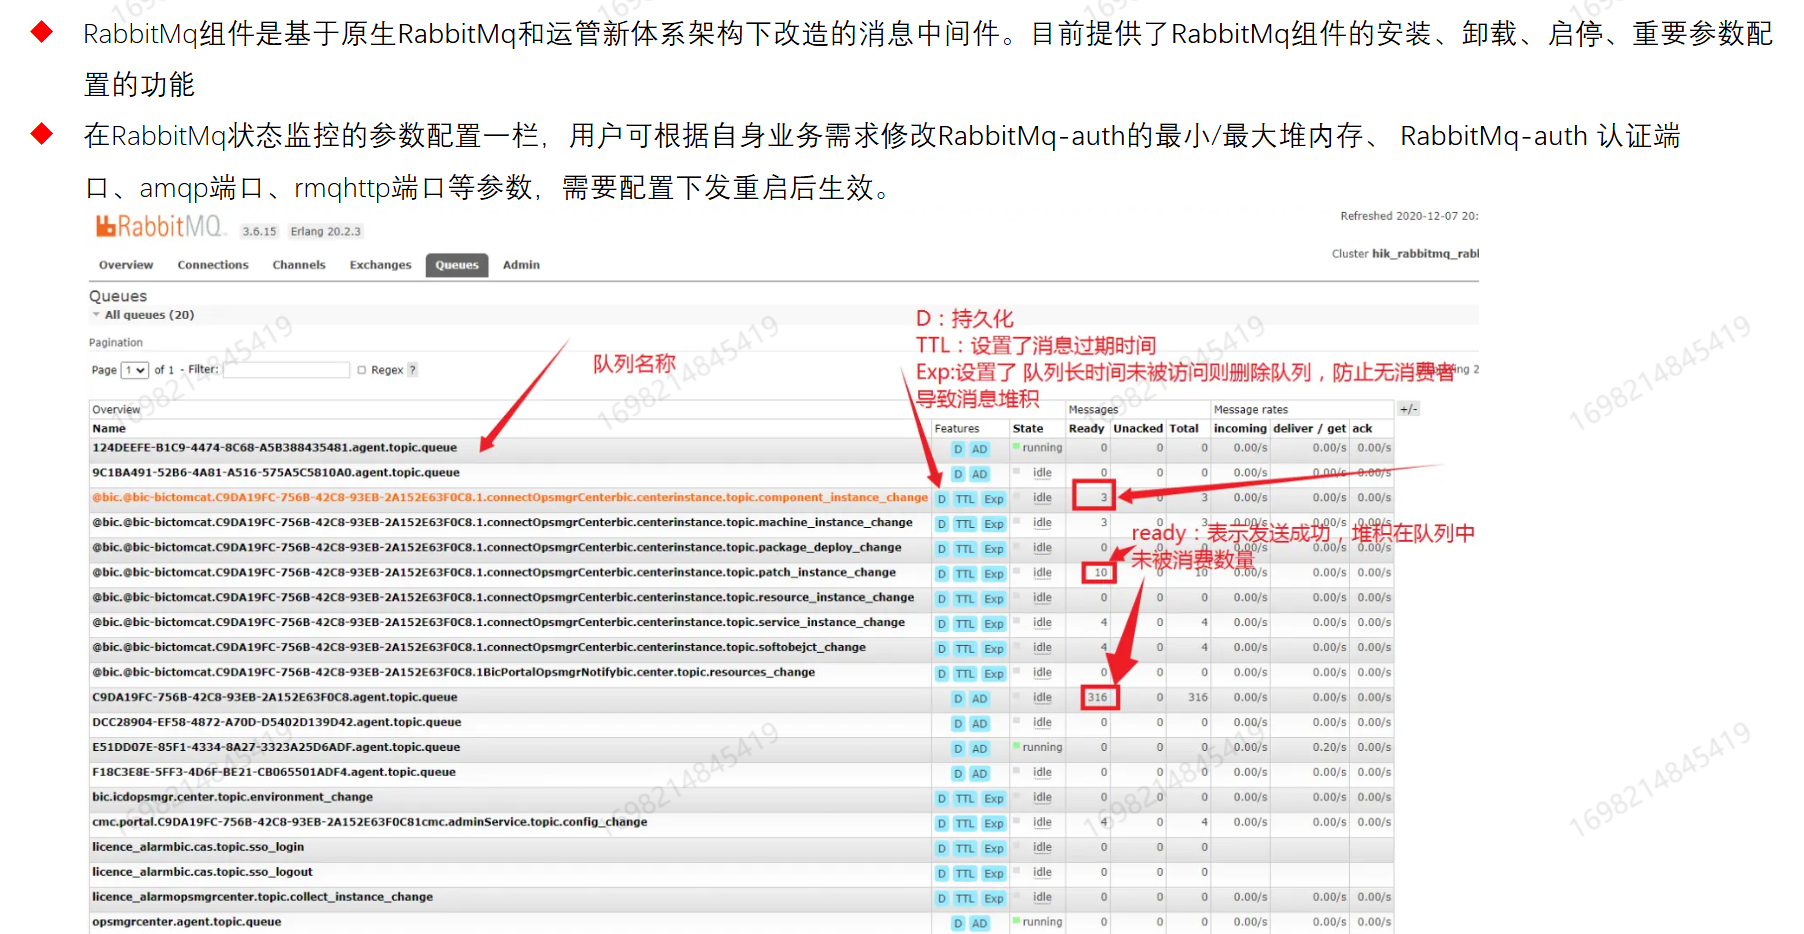 RabbitMq组件是基于原生RabbitMq和运管新体系架构下改造的消息中间件。目前提供了RabbitMq组件的安装、卸载、启停、重要参数配
置的功能
在RabbitMq状态监控的参数配置一栏，用户可根据自身业务需求修改RabbitMq-auth的最小/最大堆内存、 RabbitMq-auth 认证端
口、amqp端口、rmqhttp端口等参数，需要配置下发重启后生效。
RabbitMQ 3.6.15 Erlang 20.2.3
Refreshed 2020-12-07 20:
Cluster hik_rabbitmq_rabl
Overview Connections Channels Exchanges Queues Admin
Queues
All queues (20)
Pagination
Page 1 of 1 - Filter: Regex ?
队列名称
D：持久化
TTL：设置了消息过期时间
Exp:设置了 队列长时间未被访问则删除队列，防止无消费者
导致消息堆积
Overview Messages Message rates +/-
Name Features State Ready Unacked Total incoming deliver / get ack
124DEEFE-B1C9-4474-8C68-A5B388435481.agent.topic.queue D AD running 0 0 0 0.00/s 0.00/s 0.00/s
9C1BA491-52B6-4A81-A516-575A5C5810A0.agent.topic.queue D AD idle 0 0 0 0.00/s 0.00/s 0.00/s
@bic.@bic-bictomcat.C9DA19FC-756B-42C8-93EB-2A152E63F0C8.1.connectOpsmgrCenterbic.centerinstance.topic.component_instance_change D TTL Exp idle 3 0 3 0.00/s 0.00/s 0.00/s
@bic.@bic-bictomcat.C9DA19FC-756B-42C8-93EB-2A152E63F0C8.1.connectOpsmgrCenterbic.centerinstance.topic.machine_instance_change D TTL Exp idle 3 0 3 0.00/s 0.00/s 0.00/s
ready：表示发送成功，堆积在队列中
未被消费数量
@bic.@bic-bictomcat.C9DA19FC-756B-42C8-93EB-2A152E63F0C8.1.connectOpsmgrCenterbic.centerinstance.topic.package_deploy_change D TTL Exp idle 0 0 0.00/s 0.00/s 0.00/s
@bic.@bic-bictomcat.C9DA19FC-756B-42C8-93EB-2A152E63F0C8.1.connectOpsmgrCenterbic.centerinstance.topic.patch_instance_change D TTL Exp idle 10 0 10 0.00/s 0.00/s 0.00/s
@bic.@bic-bictomcat.C9DA19FC-756B-42C8-93EB-2A152E63F0C8.1.connectOpsmgrCenterbic.centerinstance.topic.resource_instance_change D TTL Exp idle 0 0 0 0.00/s 0.00/s 0.00/s
@bic.@bic-bictomcat.C9DA19FC-756B-42C8-93EB-2A152E63F0C8.1.connectOpsmgrCenterbic.centerinstance.topic.service_instance_change D TTL Exp idle 4 0 4 0.00/s 0.00/s 0.00/s
@bic.@bic-bictomcat.C9DA19FC-756B-42C8-93EB-2A152E63F0C8.1.connectOpsmgrCenterbic.centerinstance.topic.softobejct_change D TTL Exp idle 4 0 4 0.00/s 0.00/s 0.00/s
@bic.@bic-bictomcat.C9DA19FC-756B-42C8-93EB-2A152E63F0C8.1BicPortalOpsmgrNotifybic.center.topic.resources_change D TTL Exp idle 0 0 0 0.00/s 0.00/s 0.00/s
C9DA19FC-756B-42C8-93EB-2A152E63F0C8.agent.topic.queue D AD idle 316 0 316 0.00/s 0.00/s 0.00/s
DCC28904-EF58-4872-A70D-D5402D139D42.agent.topic.queue D AD idle 0 0 0 0.00/s 0.00/s 0.00/s
E51DD07E-85F1-4334-8A27-3323A25D6ADF.agent.topic.queue D AD running 0 0 0 0.00/s 0.20/s 0.00/s
F18C3E8E-5FF3-4D6F-BE21-CB065501ADF4.agent.topic.queue D AD idle 0 0 0 0.00/s 0.00/s 0.00/s
bic.icdopsmgr.center.topic.environment_change D TTL Exp idle 0 0 0 0.00/s 0.00/s 0.00/s
cmc.portal.C9DA19FC-756B-42C8-93EB-2A152E63F0C81cmc.adminService.topic.config_change D TTL Exp idle 4 0 4 0.00/s 0.00/s 0.00/s
licence_alarmbic.cas.topic.sso_login D TTL Exp idle 0 0 0
licence_alarmbic.cas.topic.sso_logout D TTL Exp idle 0 0 0
licence_alarmopsmgrcenter.topic.collect_instance_change D TTL Exp idle 0 0 0 0.00/s 0.00/s 0.00/s
opsmgrcenter.agent.topic.queue D AD running 0 0 0 0.00/s 0.00/s 0.00/s
1698214845419
1698214845419
1698214845419
1698214845419
1698214845419
1698214845419
1698214845419
1698214845419